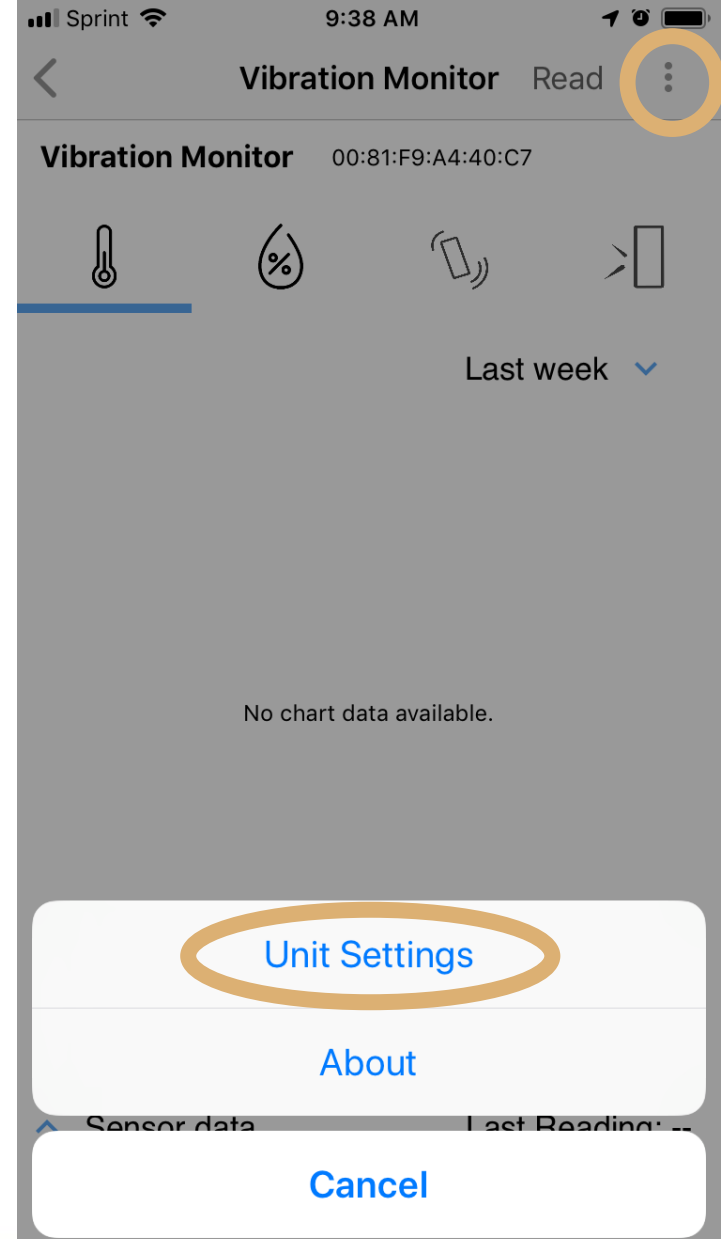 Sprint 9:38 AM
Vibration Monitor Read
Vibration Monitor 00:81:F9:A4:40:C7
%
Last week
No chart data available.
Unit Settings
About
Sensor data Last Reading: --
Cancel